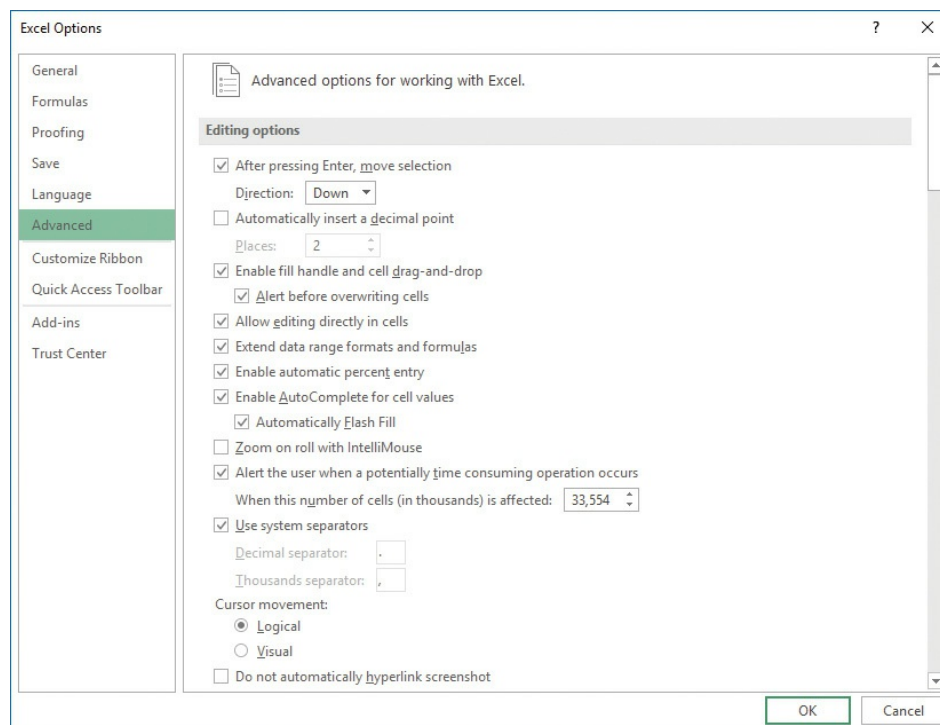 Excel Options
?
General
Formulas
Proofing
Save
Language
Advanced
Customize Ribbon
Quick Access Toolbar
Add-ins
Trust Center
Advanced options for working with Excel.
Editing options
After pressing Enter, move selection
Direction: Down
Automatically insert a decimal point
Places: 2
Enable fill handle and cell drag-and-drop
Alert before overwriting cells
Allow editing directly in cells
Extend data range formats and formulas
Enable automatic percent entry
Enable AutoComplete for cell values
Automatically Flash Fill
Zoom on roll with IntelliMouse
Alert the user when a potentially time consuming operation occurs
When this number of cells (in thousands) is affected: 33,554
Use system separators
Decimal separator: .
Thousands separator: ,
Cursor movement:
Logical
Visual
Do not automatically hyperlink screenshot
OK Cancel